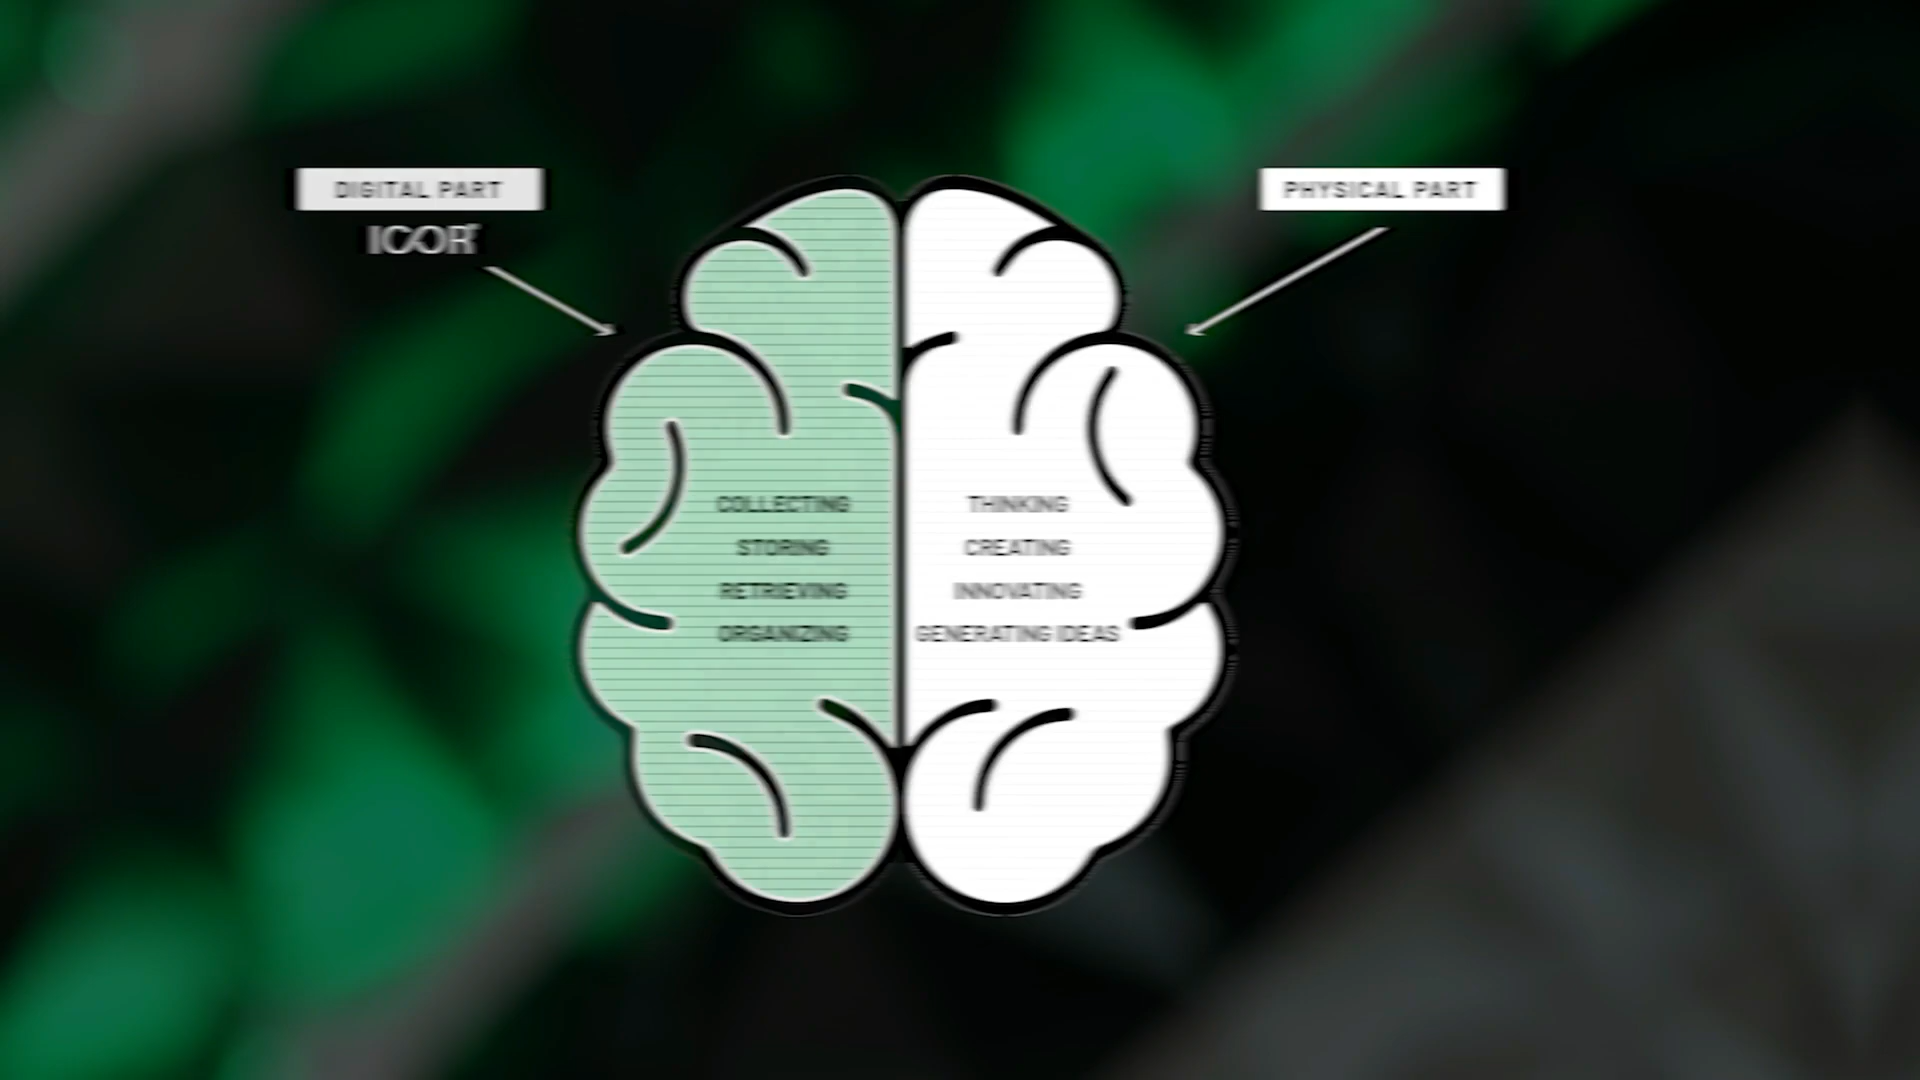 DIGITAL PART
ICOR
PHYSICAL PART
COLLECTING
STORING
RETRIEVING
ORGANIZING
THINKING
CREATING
INNOVATING
GENERATING IDEAS